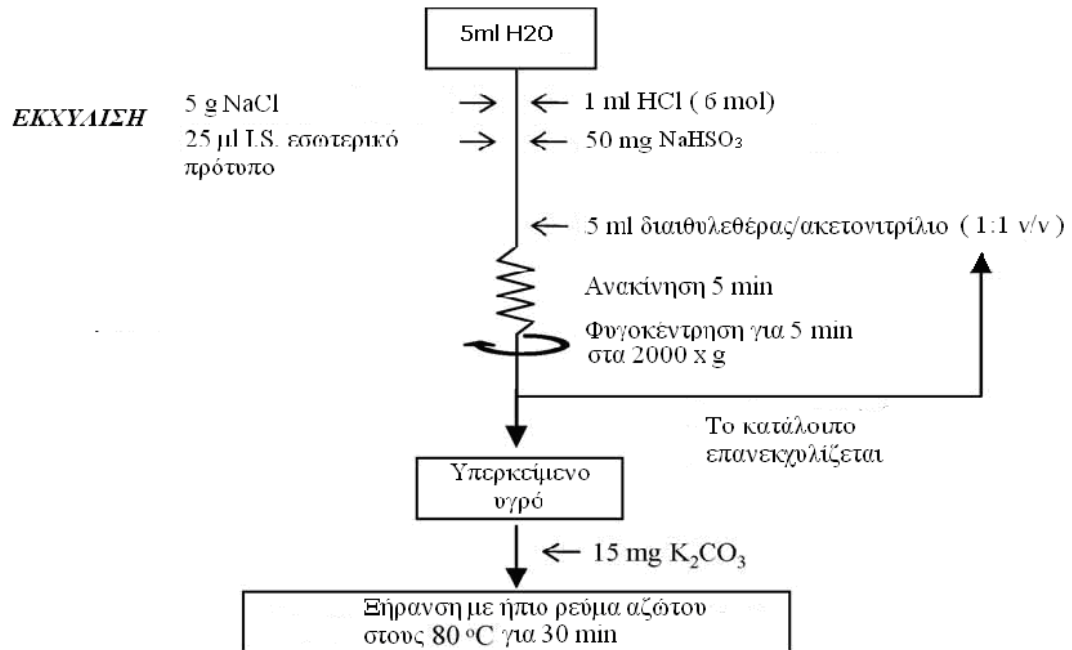 5ml H2O
ΕΚΧΥΛΙΣΗ
5 g NaCl
1 ml HCl ( 6 mol)
25 μl I.S. εσωτερικό
πρότυπο
50 mg NaHSO₃
5 ml διαιθυλεθέρας/ακετονιτρίλιο ( 1:1 v/v )
Ανακίνηση 5 min
Φυγοκέντρηση για 5 min
στα 2000 x g
Το κατάλοιπο
επανεκχυλίζεται
Υπερκείμενο
υγρό
15 mg K₂CO₃
Ξήρανση με ήπιο ρεύμα αζώτου
στους 80 °C για 30 min